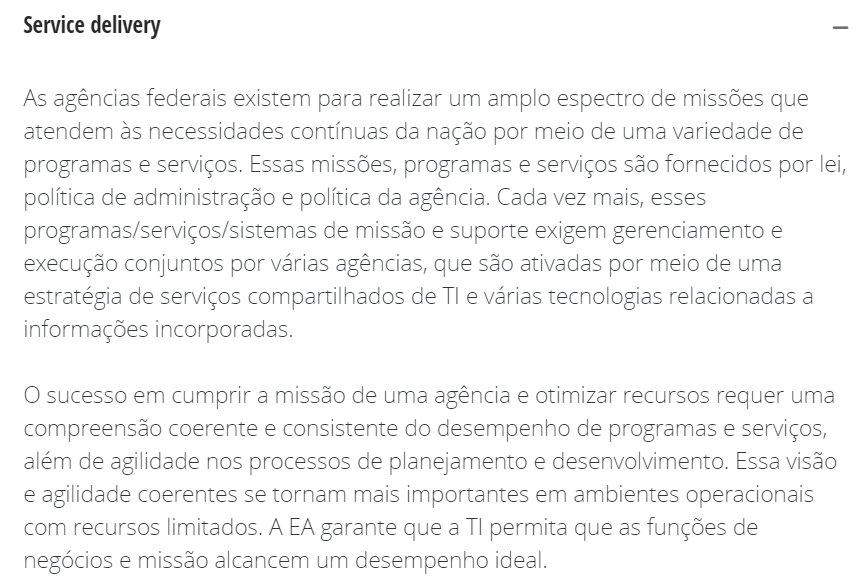 Service delivery
As agências federais existem para realizar um amplo espectro de missões que
atendem às necessidades contínuas da nação por meio de uma variedade de
programas e serviços. Essas missões, programas e serviços são fornecidos por lei,
política de administração e política da agência. Cada vez mais, esses
programas/serviços/sistemas de missão e suporte exigem gerenciamento e
execução conjuntos por várias agências, que são ativadas por meio de uma
estratégia de serviços compartilhados de TI e várias tecnologias relacionadas a
informações incorporadas.
O sucesso em cumprir a missão de uma agência e otimizar recursos requer uma
compreensão coerente e consistente do desempenho de programas e serviços,
além de agilidade nos processos de planejamento e desenvolvimento. Essa visão
e agilidade coerentes se tornam mais importantes em ambientes operacionais
com recursos limitados. A EA garante que a TI permita que as funções de
negócios e missão alcancem um desempenho ideal.